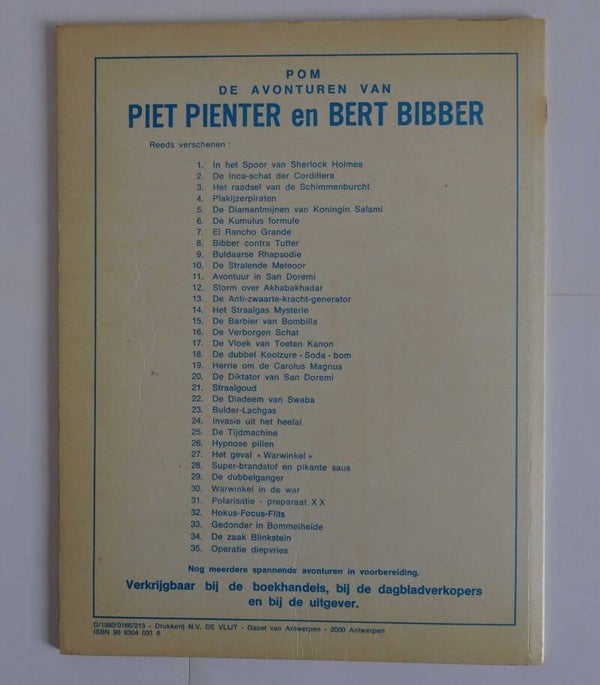 POM
DE AVONTUREN VAN
PIET PIENTER en BERT BIBBER
Reeds verschenen :
1. In het Spoor van Sherlock Holmes
2. De Inca-schat der Cordillera
3. Het raadsel van de Schimmenburcht
4. Plakijzerpiraten
5. De Diamantmijnen van Koningin Salami
6. De Kumulus formule
7. El Rancho Grande
8. Bibber contra Tutter
9. Buldaarse Rhapsodie
10. De Stralende Meteoor
11. Avontuur in San Doremi
12. Storm over Akhabakhadar
13. De Anti-zwaarte-kracht-generator
14. Het Straalgas Mysterie
15. De Barbier van Bombilla
16. De Verborgen Schat
17. De Vloek van Toetan Kanon
18. De dubbel Kootzure - Soda - bom
19. Herrie om de Carolus Magnus
20. De Diktator van San Doremi
21. Straalgoud
22. De Diadeem van Swaba
23. Bulder-Lachgas
24. Invasie uit het heelal
25. De Tijdmachine
26. Hypnose pillen
27. Het geval « Warwinkel »
28. Super-brandstof en pikante saus
29. De dubbelganger
30. Warwinkel in de war
31. Polarisatie - preparaat X X
32. Hokus-Focus-Flits
33. Gedonder in Bommelheide
34. De zaak Blinkstein
35. Operatie diepvries
Nog meerdere spannende avonturen in voorbereiding.
Verkrijgbaar bij de boekhandels, bij de dagbladverkopers
en bij de uitgever.
D/1980/0166/213 - Drukkerij N.V. DE VLIJT - Gazet van Antwerpen - 2000 Antwerpen
ISBN 90 6304 031 6